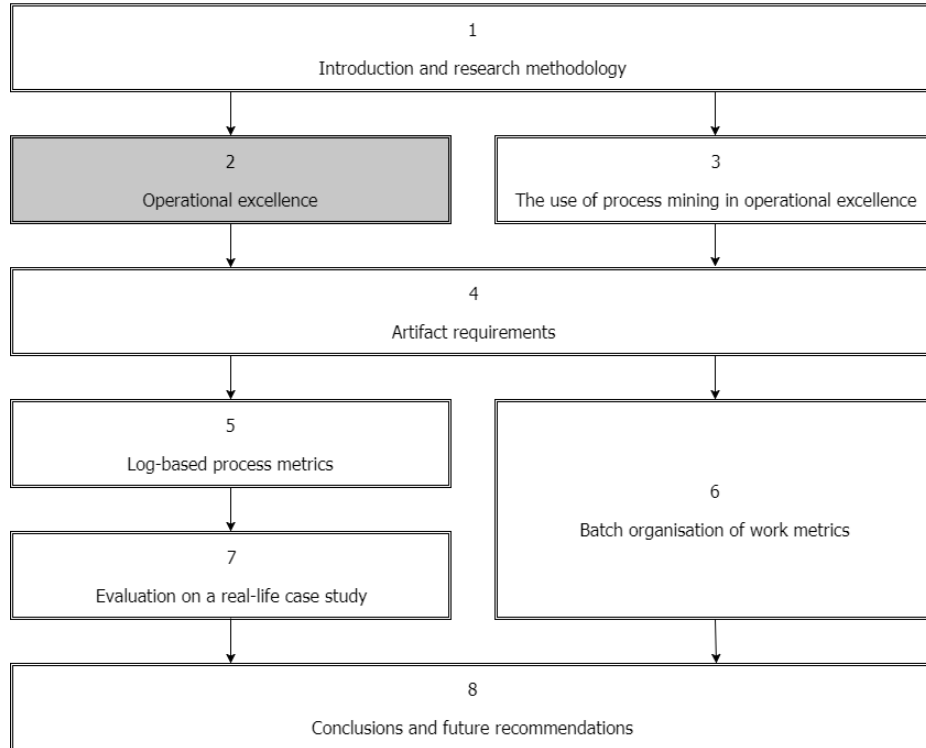 1
Introduction and research methodology
2
Operational excellence
3
The use of process mining in operational excellence
4
Artifact requirements
5
Log-based process metrics
6
Batch organisation of work metrics
7
Evaluation on a real-life case study
8
Conclusions and future recommendations